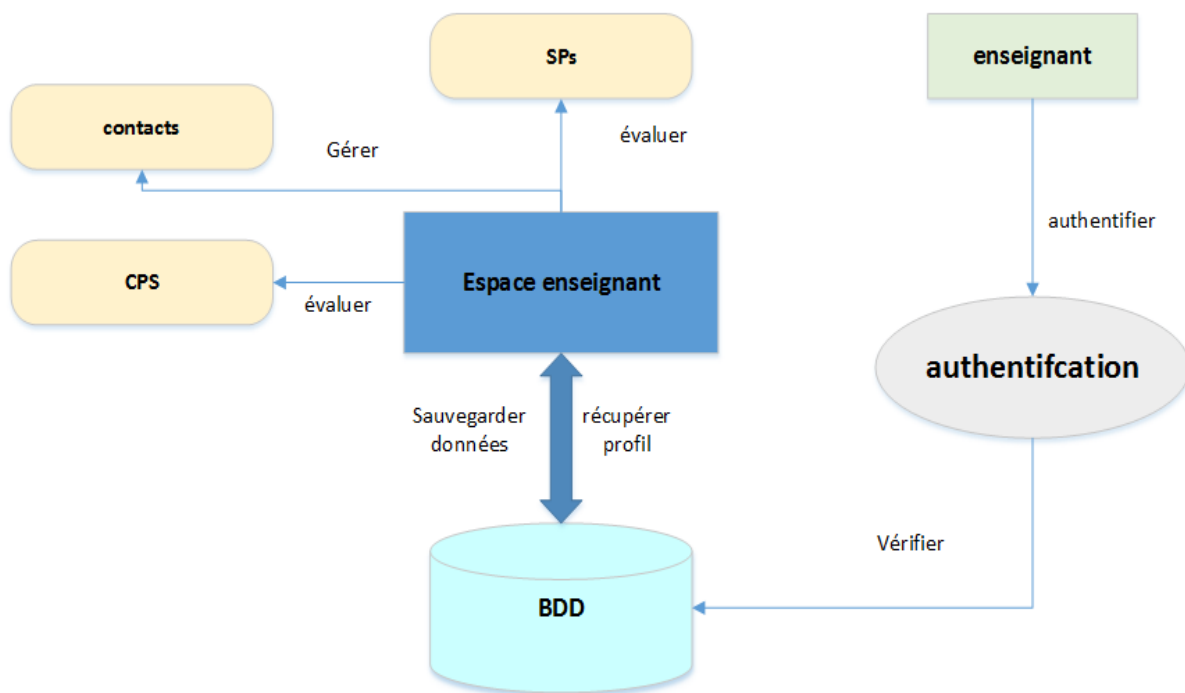 SPs
enseignant
contacts
Gérer
évaluer
authentifier
CPS
évaluer
Espace enseignant
authentifcation
Sauvegarder
données
récupérer
profil
Vérifier
BDD